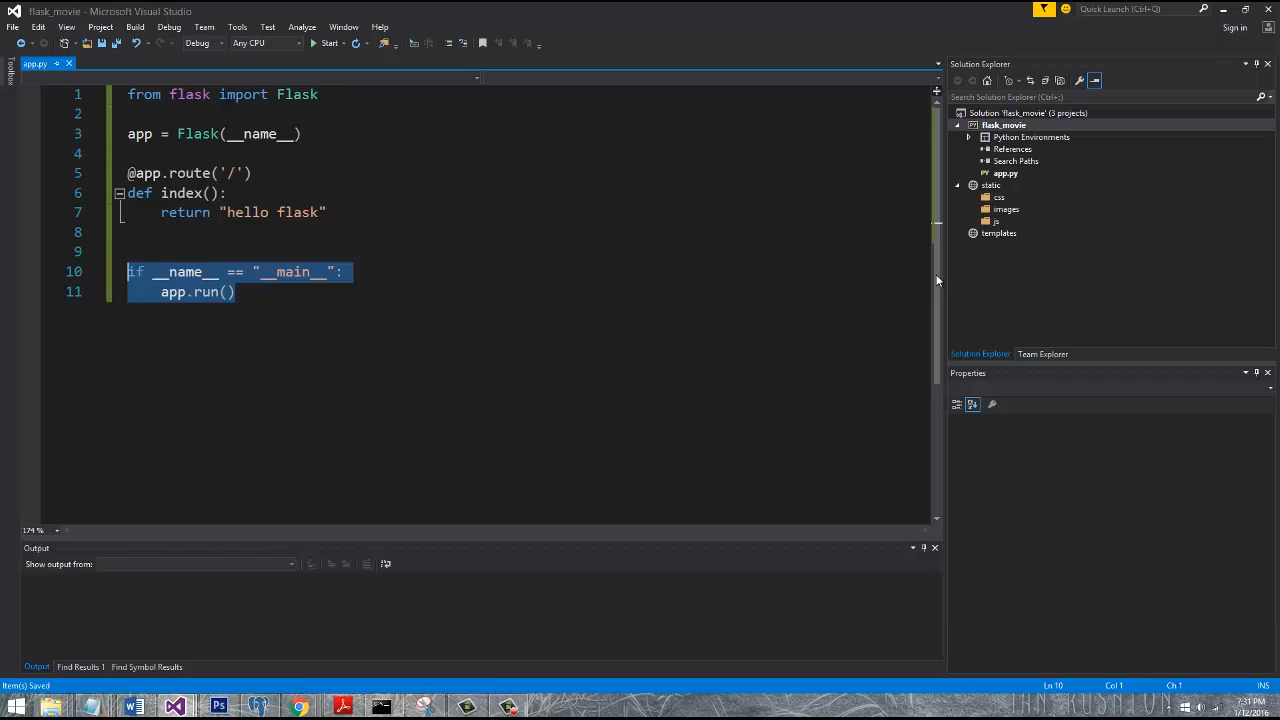 flask_movie - Microsoft Visual Studio
Quick Launch (Ctrl+;)
File Edit View Project Build Debug Team Tools Test Analyze Window Help
Sign in
Debug Any CPU Start
Toolbox
app.py
1 from flask import Flask
2
3 app = Flask(__name__)
4
5 @app.route('/')
6 def index():
7 return "hello flask"
8
9
10 if __name__ == "__main__":
11 app.run()
174 %
Solution Explorer
Search Solution Explorer (Ctrl+;)
Solution 'flask_movie' (3 projects)
flask_movie
Python Environments
References
Search Paths
app.py
static
css
images
js
templates
Solution Explorer Team Explorer
Properties
Output
Show output from:
Output Find Results 1 Find Symbol Results
Item(s) Saved
Ln 10 Col 1 Ch 1 INS
7:31 PM
1/12/2016